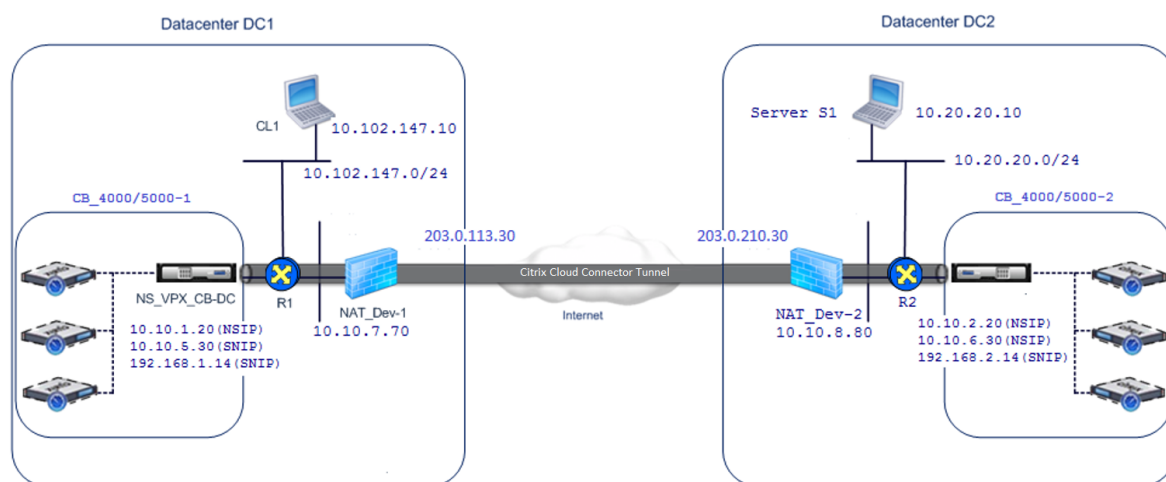 Datacenter DC1
Datacenter DC2
CL1
10.102.147.10
10.102.147.0/24
Server S1
10.20.20.10
10.20.20.0/24
CB_4000/5000-1
CB_4000/5000-2
203.0.113.30
203.0.210.30
Citrix Cloud Connector Tunnel
Internet
NS_VPX_CB-DC
R1
NAT_Dev-1
10.10.7.70
NAT_Dev-2
10.10.8.80
R2
10.10.1.20(NSIP)
10.10.5.30(SNIP)
192.168.1.14(SNIP)
10.10.2.20(NSIP)
10.10.6.30(NSIP)
192.168.2.14(SNIP)